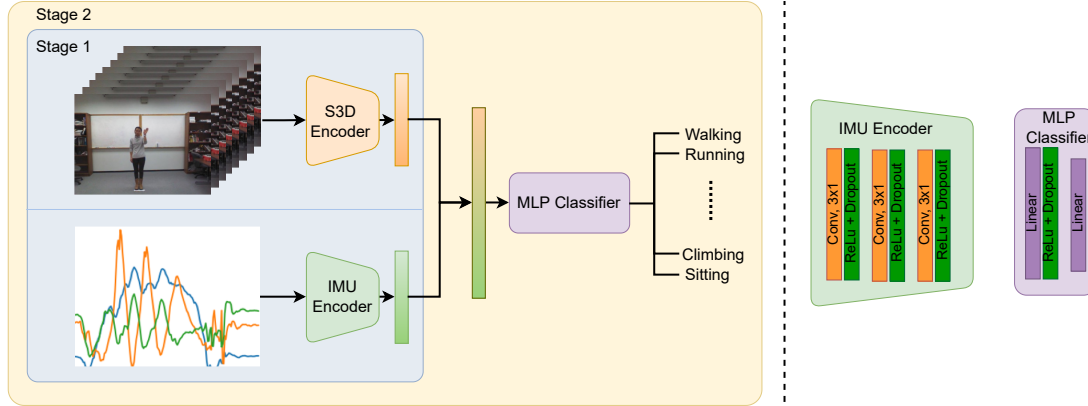 Stage 2
Stage 1
S3D
Encoder
IMU
Encoder
MLP Classifier
Walking
Running
Climbing
Sitting
IMU Encoder
Conv, 3x1
ReLu + Dropout
Conv, 3x1
ReLu + Dropout
Conv, 3x1
ReLu + Dropout
MLP
Classifier
Linear
ReLu + Dropout
Linear